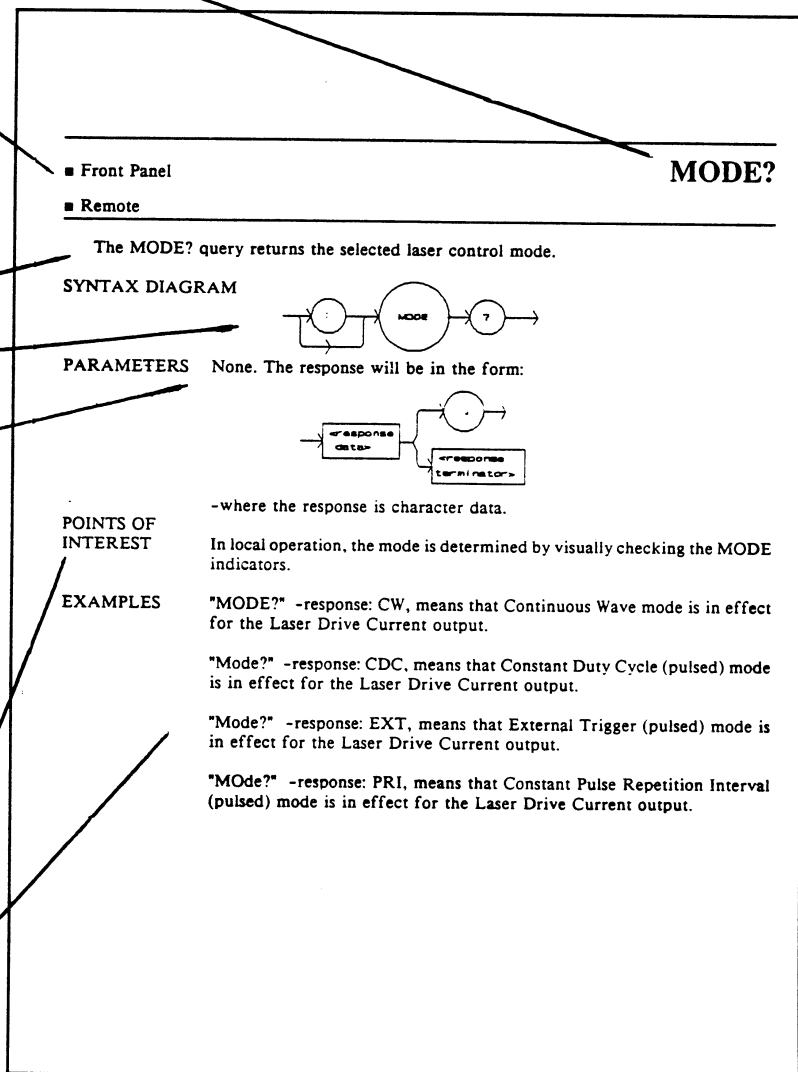 ■ Front Panel
MODE?
■ Remote
The MODE? query returns the selected laser control mode.
SYNTAX DIAGRAM
: MODE ?
PARAMETERS None. The response will be in the form:
<response
data>
<response
terminator>
-where the response is character data.
POINTS OF
INTEREST
In local operation, the mode is determined by visually checking the MODE
indicators.
EXAMPLES
"MODE?" -response: CW, means that Continuous Wave mode is in effect
for the Laser Drive Current output.
"Mode?" -response: CDC, means that Constant Duty Cycle (pulsed) mode
is in effect for the Laser Drive Current output.
"Mode?" -response: EXT, means that External Trigger (pulsed) mode is
in effect for the Laser Drive Current output.
"MOde?" -response: PRI, means that Constant Pulse Repetition Interval
(pulsed) mode is in effect for the Laser Drive Current output.